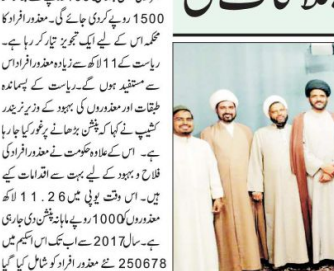 1500 روپے کردی جائے گی۔ معذور افراد کا
محکمہ اس کے لیے ایک تجویز تیار کر رہا ہے۔
ریاست کے 11 لاکھ سے زیادہ معذور افراد اس
سے مستفید ہوں گے۔ ریاست کے پسماندہ
طبقات اور معذوروں کی بہبود کے وزیر نریندر
کشیپ نے کہا کہ پنشن بڑھانے پر غور کیا جا رہا
ہے۔ اس کے علاوہ حکومت نے معذور افراد کی
فلاح و بہبود کے لیے بہت سے اقدامات کیے
ہیں۔ اس وقت یوپی میں 11.26 لاکھ
معذوروں کو 1000 روپے ماہانہ پنشن دی جارہی
ہے۔ سال 2017 سے اب تک اس اسکیم میں
250678 نئے معذور افراد کو شامل کیا گیا